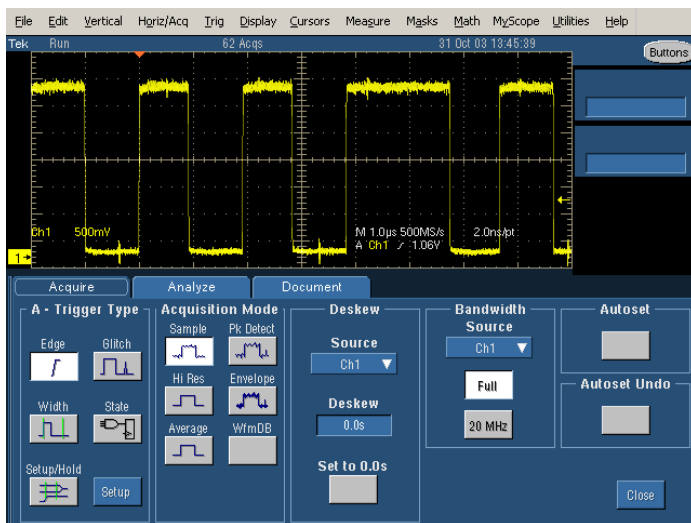 File Edit Vertical Horiz/Acq Trig Display Cursors Measure Masks Math MyScope Utilities Help
Tek Run 62 Acqs 31 Oct 03 13:45:39
Buttons
Ch1 500mV M 1.0µs 500MS/s 2.0ns/pt
A Ch1 ⁄ 1.06V
1
Acquire Analyze Document
A - Trigger Type Acquisition Mode Deskew Bandwidth Autoset
Edge Glitch Sample Pk Detect Source Source
Ch1 Ch1
Hi Res Envelope Full Autoset Undo
Width State Deskew
Average WfmDB 0.0s 20 MHz
Setup/Hold Set to 0.0s
Setup Close